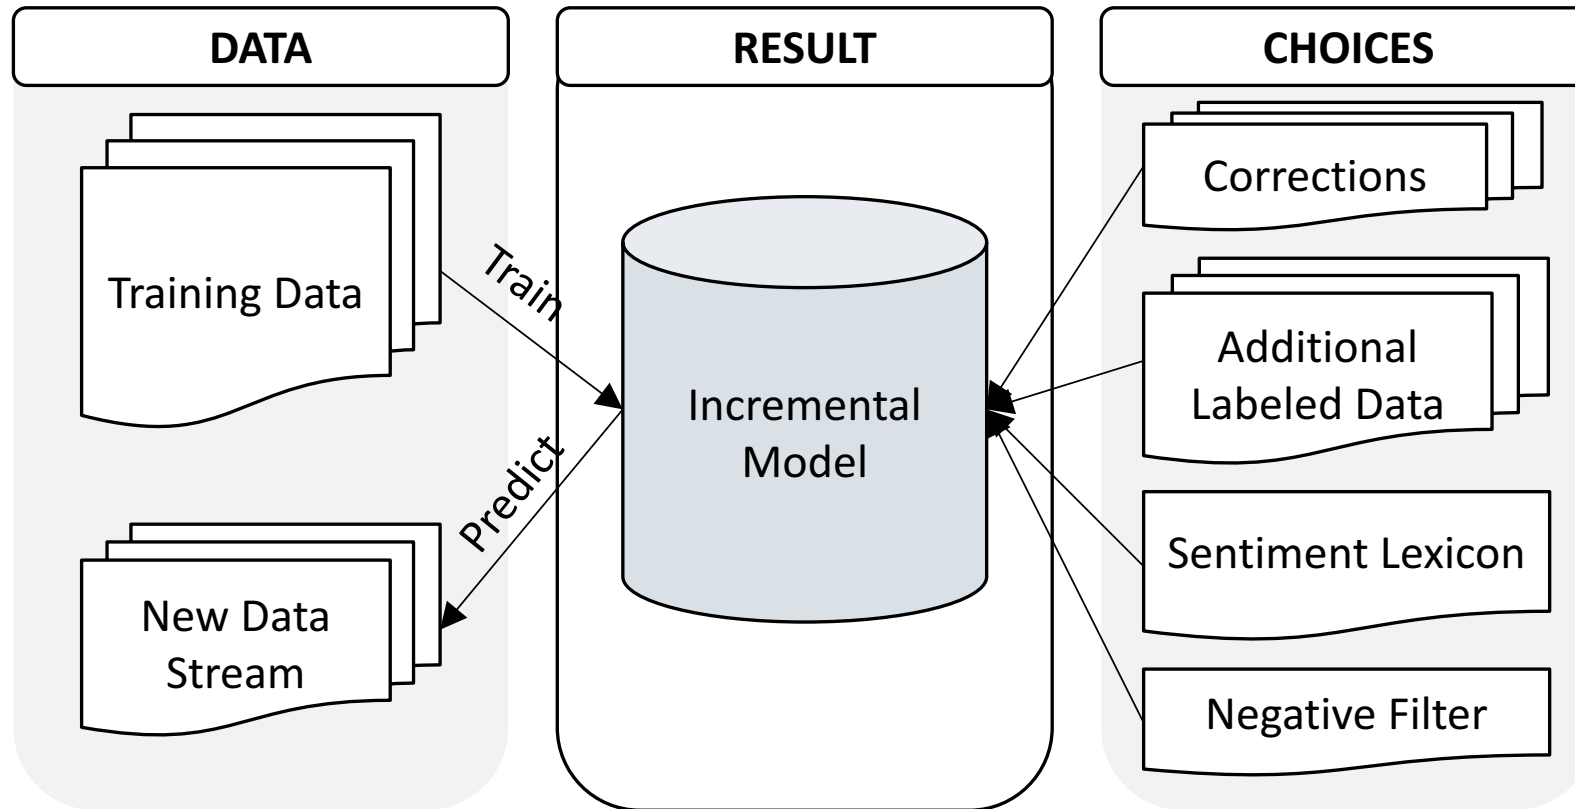 DATA
RESULT
CHOICES
Training Data
Train
Predict
New Data
Stream
Incremental
Model
Corrections
Additional
Labeled Data
Sentiment Lexicon
Negative Filter